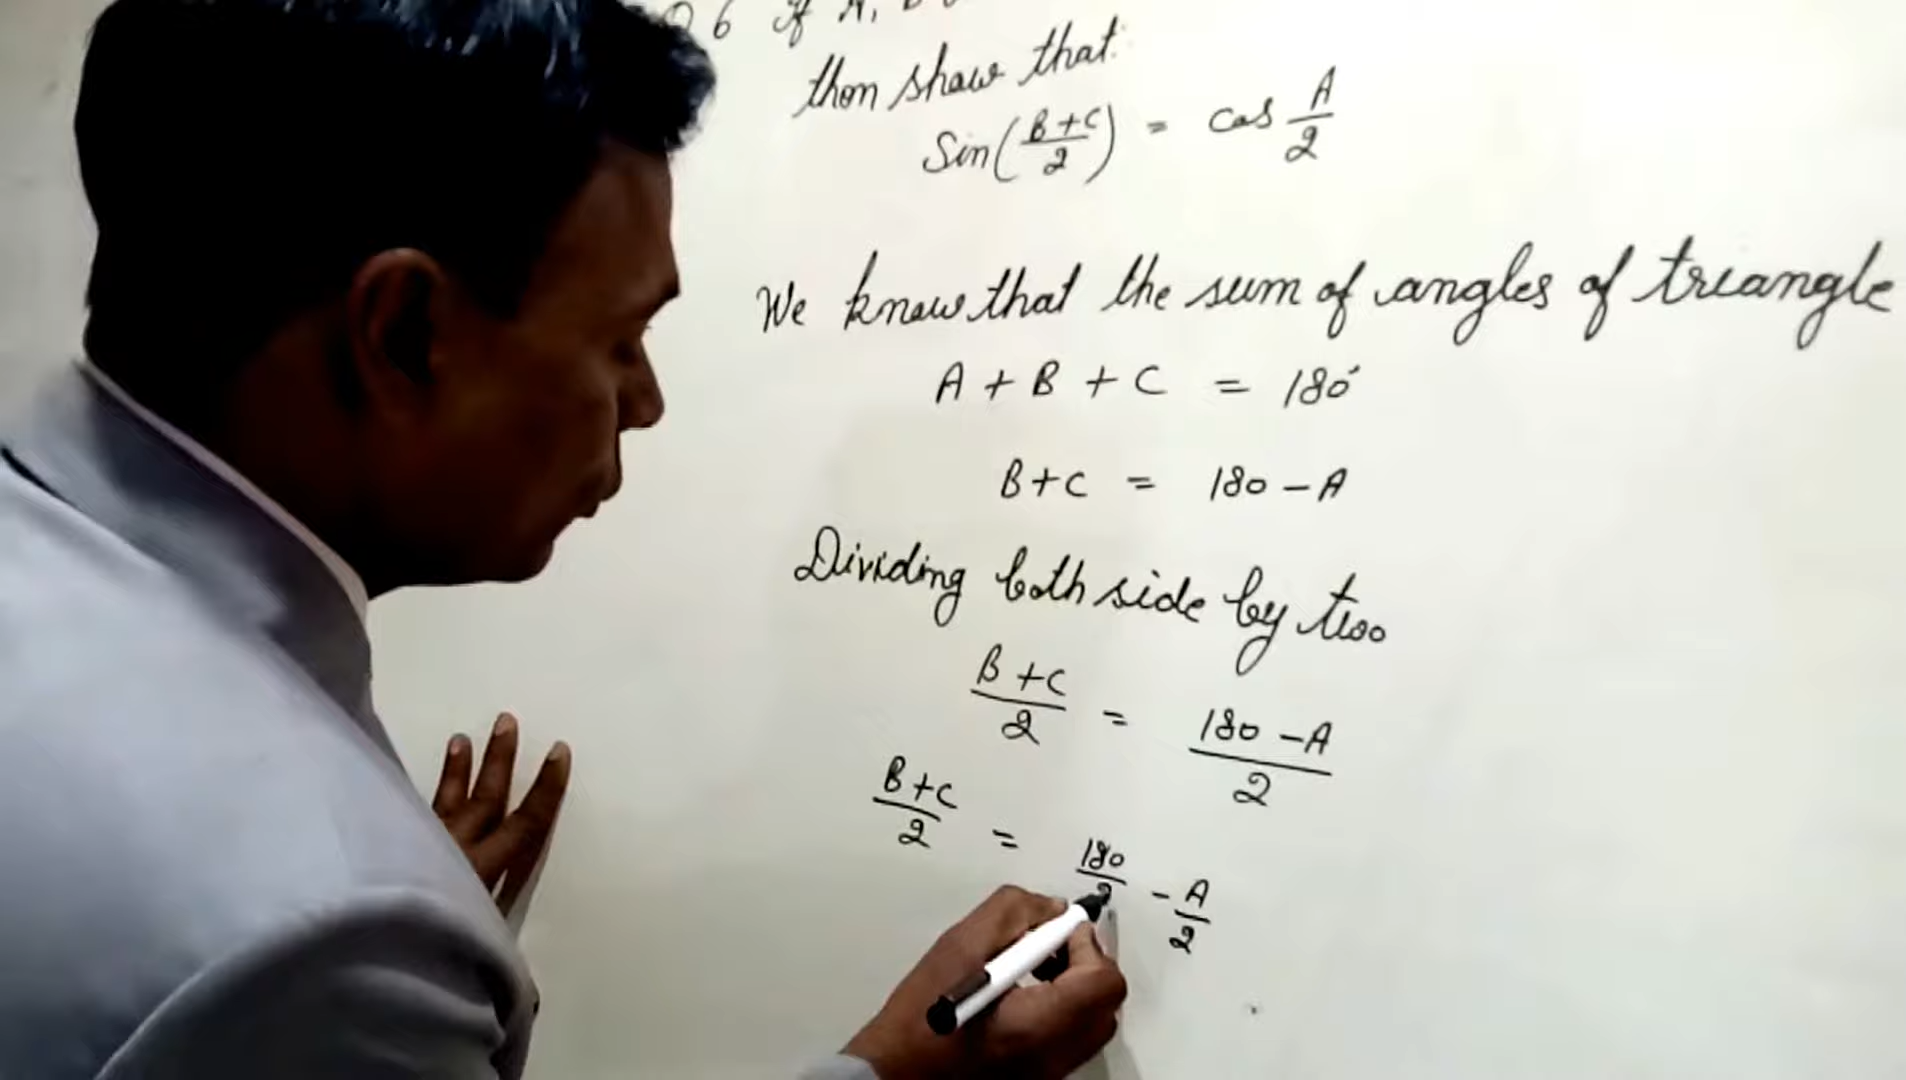 6 If A,
then show that:
Sin(B+C/2) = cos A/2
We know that the sum of angles of triangle
A + B + C = 180°
B+C = 180 - A
Dividing both side by two
B+C/2 = 180-A/2
B+C/2 = 180/2 - A/2